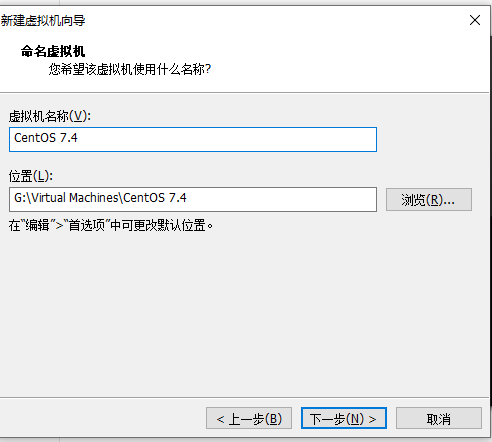 新建虚拟机向导
命名虚拟机
您希望该虚拟机使用什么名称?
虚拟机名称(V):
CentOS 7.4
位置(L):
G:\Virtual Machines\CentOS 7.4
浏览(R)...
在“编辑”>“首选项”中可更改默认位置。
< 上一步(B)
下一步(N) >
取消